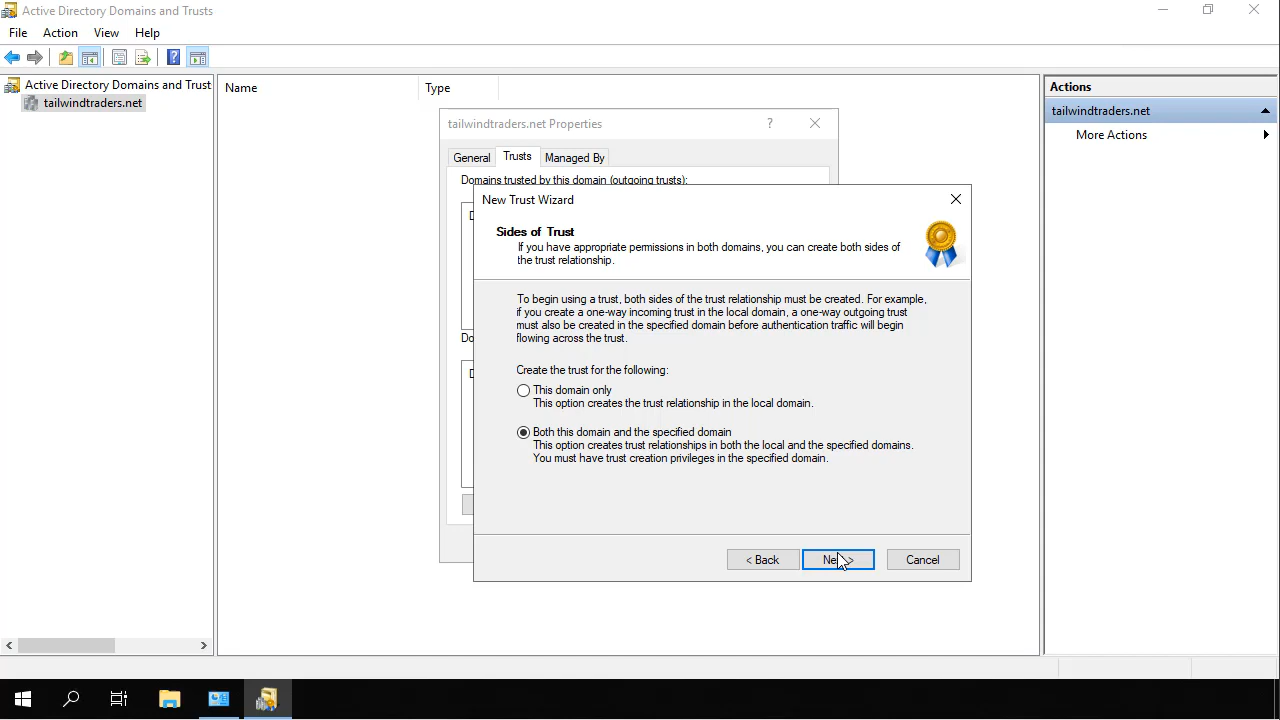 Active Directory Domains and Trusts
File Action View Help
Active Directory Domains and Trust
tailwindtraders.net
Name Type
Actions
tailwindtraders.net
More Actions
tailwindtraders.net Properties
General Trusts Managed By
Domains trusted by this domain (outgoing trusts):
New Trust Wizard
Sides of Trust
If you have appropriate permissions in both domains, you can create both sides of
the trust relationship.
To begin using a trust, both sides of the trust relationship must be created. For example,
if you create a one-way incoming trust in the local domain, a one-way outgoing trust
must also be created in the specified domain before authentication traffic will begin
flowing across the trust.
Create the trust for the following:
This domain only
This option creates the trust relationship in the local domain.
Both this domain and the specified domain
This option creates trust relationships in both the local and the specified domains.
You must have trust creation privileges in the specified domain.
< Back Cancel